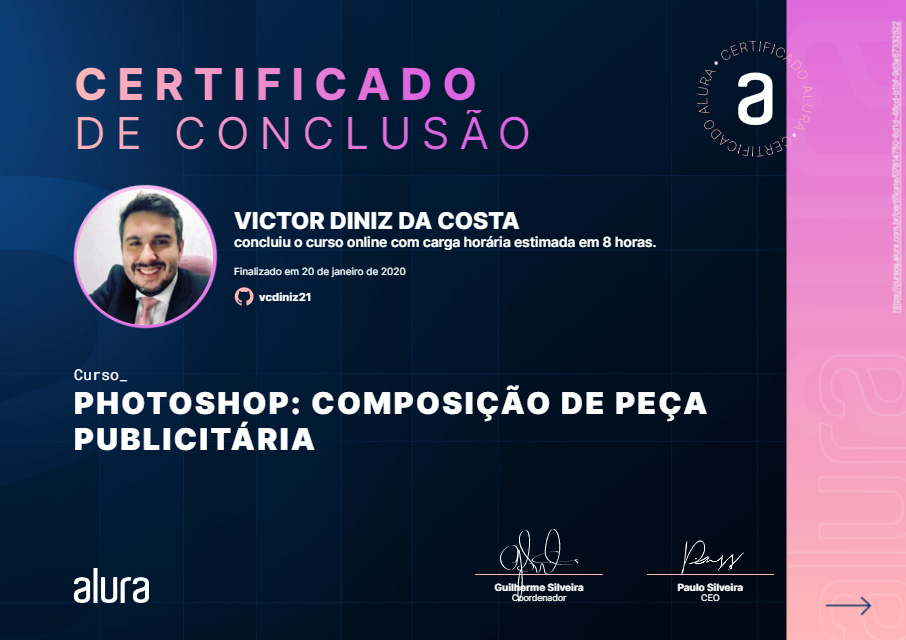 CERTIFICADO
DE CONCLUSÃO
CERTIFICADO ALURA • CERTIFICADO ALURA •
a
VICTOR DINIZ DA COSTA
concluiu o curso online com carga horária estimada em 8 horas.
Finalizado em 20 de janeiro de 2020
vcdiniz21
Curso_
PHOTOSHOP: COMPOSIÇÃO DE PEÇA
PUBLICITÁRIA
alura
Guilherme Silveira
Coordenador
Paulo Silveira
CEO
alura